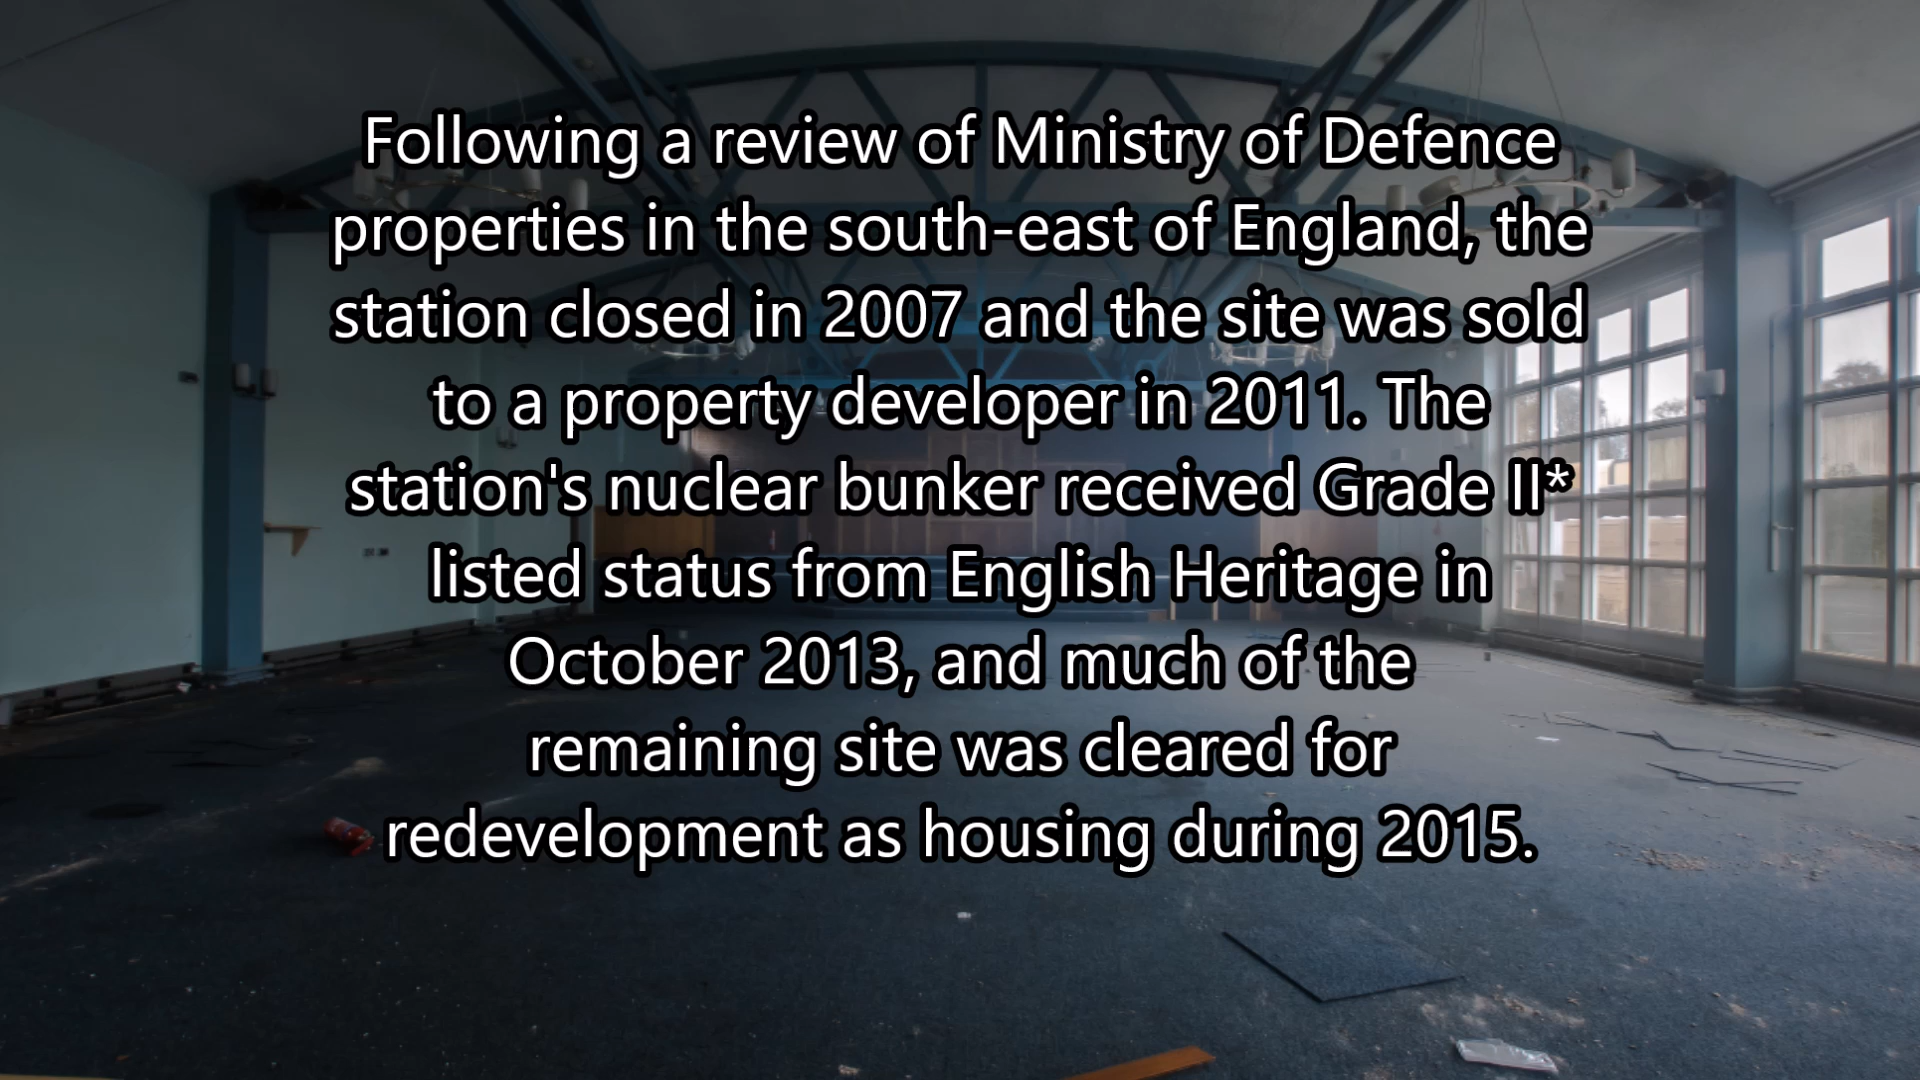 Following a review of Ministry of Defence
properties in the south-east of England, the
station closed in 2007 and the site was sold
to a property developer in 2011. The
station's nuclear bunker received Grade II*
listed status from English Heritage in
October 2013, and much of the
remaining site was cleared for
redevelopment as housing during 2015.